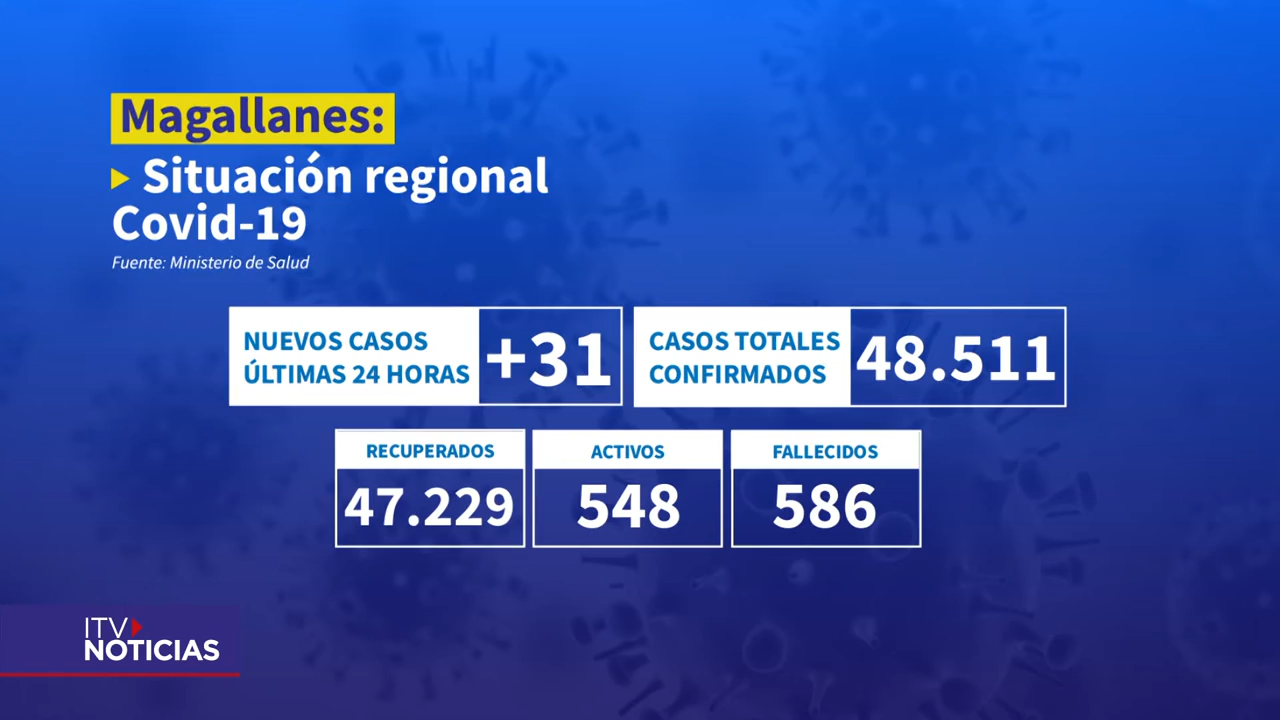 Magallanes:
Situación regional
Covid-19
Fuente: Ministerio de Salud
NUEVOS CASOS
ÚLTIMAS 24 HORAS
+31
CASOS TOTALES
CONFIRMADOS
48.511
RECUPERADOS
47.229
ACTIVOS
548
FALLECIDOS
586
ITV
NOTICIAS